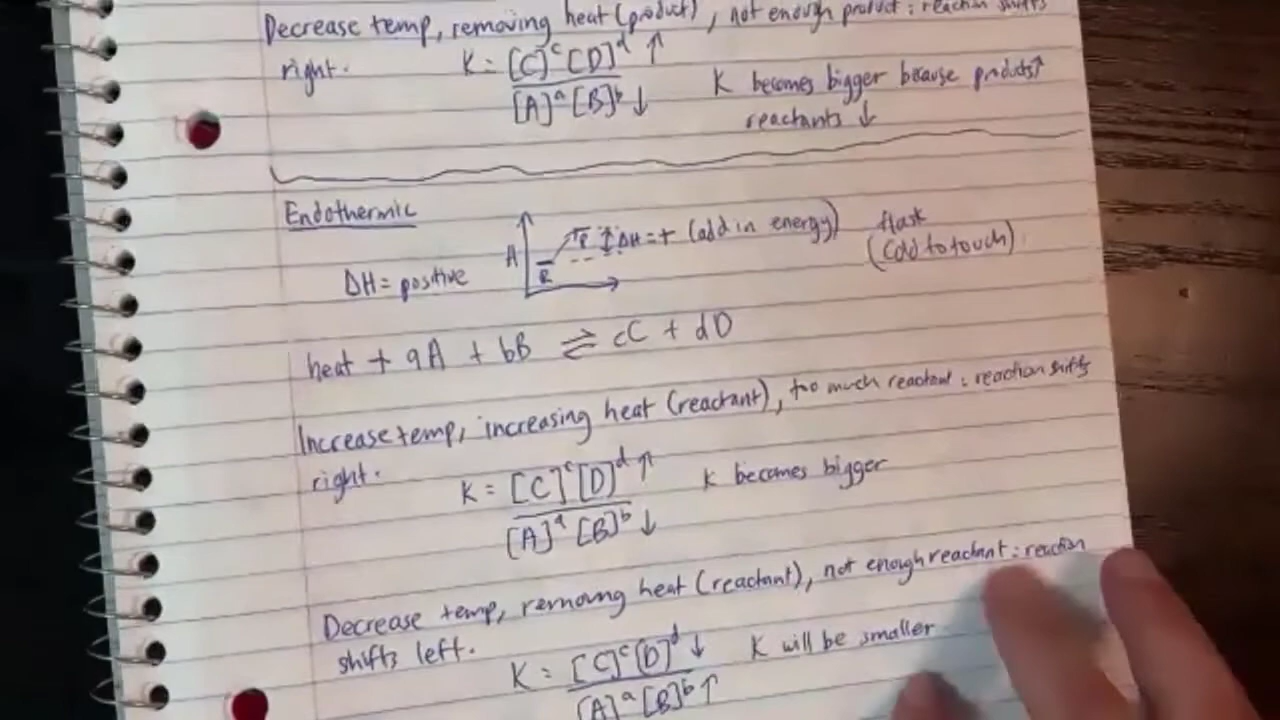 Decrease temp, removing heat (product), not enough product ∴ reaction shifts
right.
K = [C]^c [D]^d ↑
[A]^a [B]^b ↓
K becomes bigger because products↑
reactants ↓
Endothermic
ΔH = positive
A
R
P
ΔH = + (add in energy)
flask
(cold to touch)
heat + aA + bB ⇌ cC + dD
Increase temp, increasing heat (reactant), too much reactant ∴ reaction shifts
right.
K = [C]^c [D]^d ↑
[A]^a [B]^b ↓
K becomes bigger
Decrease temp, removng heat (reactant), not enough reactant ∴ reaction
shifts left.
K = [C]^c [D]^d ↓
[A]^a [B]^b ↑
K will be smaller